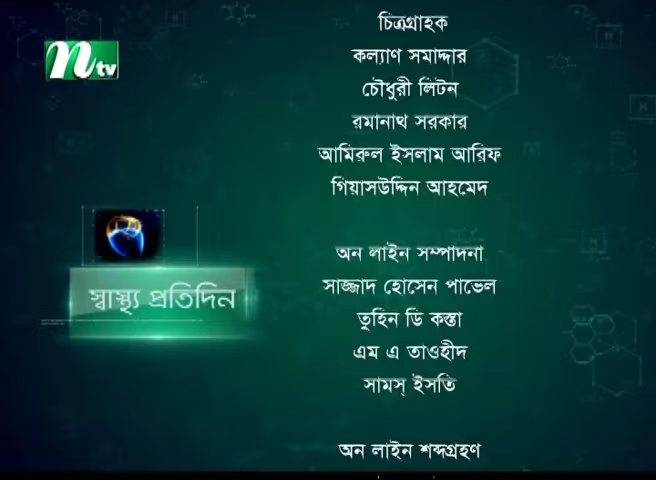 চিত্রগ্রাহক
কল্যাণ সমাদ্দার
চৌধুরী লিটন
রমানাথ সরকার
আমিরুল ইসলাম আরিফ
গিয়াসউদ্দিন আহমেদ
অন লাইন সম্পাদনা
সাজ্জাদ হোসেন পাভেল
তুহিন ডি কস্তা
এম এ তাওহীদ
সামস্ ইসতি
অন লাইন শব্দগ্রহণ
ntv
স্বাস্থ্য প্রতিদিন